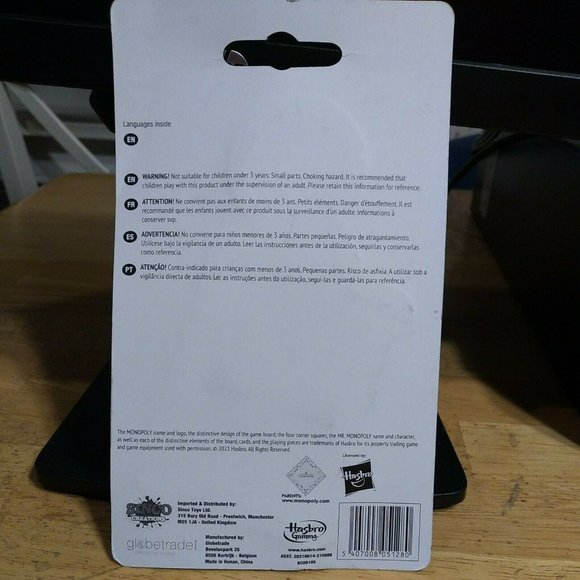 Languages inside
EN
EN WARNING! Not suitable for children under 3 years. Small parts. Choking hazard. It is recommended that
children play with this product under the supervision of an adult. Please retain this information for reference.
FR ATTENTION! Ne convient pas aux enfants de moins de 3 ans. Petits éléments. Danger d'étouffement. Il est
recommandé que les enfants jouent avec ce produit sous la surveillance d'un adulte. Informations à
conserver svp.
ES ADVERTENCIA! No conviene para niños menores de 3 años. Partes pequeñas. Peligro de atragantamiento.
Utilícese bajo la vigilancia de un adulto. Leer las instrucciones antes de la utilización, seguirlas y conservarlas
como referencia.
PT ATENÇÃO! Contra-indicado para crianças com menos de 3 anos. Pequenas partes. Risco de asfixia. A utilizar sob a
vigilância directa de adultos. Ler as instruções antes da utilização, segui-las e guardá-las para referência.
The MONOPOLY name and logo, the distinctive design of the game board, the four corner squares, the MR. MONOPOLY name and character,
as well as each of the distinctive elements of the board, cards, and the playing pieces are trademarks of Hasbro for its property trading game
and game equipment used with permission. © 2021 Hasbro. All Rights Reserved.
Licensed by:
Hasbro
PARENTS:
www.monopoly.com
SINCO
CREATIONS
Imported & Distributed by:
Sinco Toys Ltd.
315 Bury Old Road - Prestwich, Manchester
M25 1JA - United Kingdom
globetrade
Manufactured by:
Globetrade
Beneluxpark 25
8500 Kortrijk - Belgium
Made in Hunan, China
Hasbro
Gaming
www.hasbro.com
ASST. 20210614-210686
KC00105
5 407008 051280